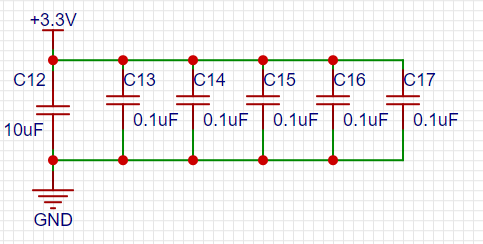 +3.3V
C12
C13
C14
C15
C16
C17
10uF
0.1uF
0.1uF
0.1uF
0.1uF
0.1uF
GND